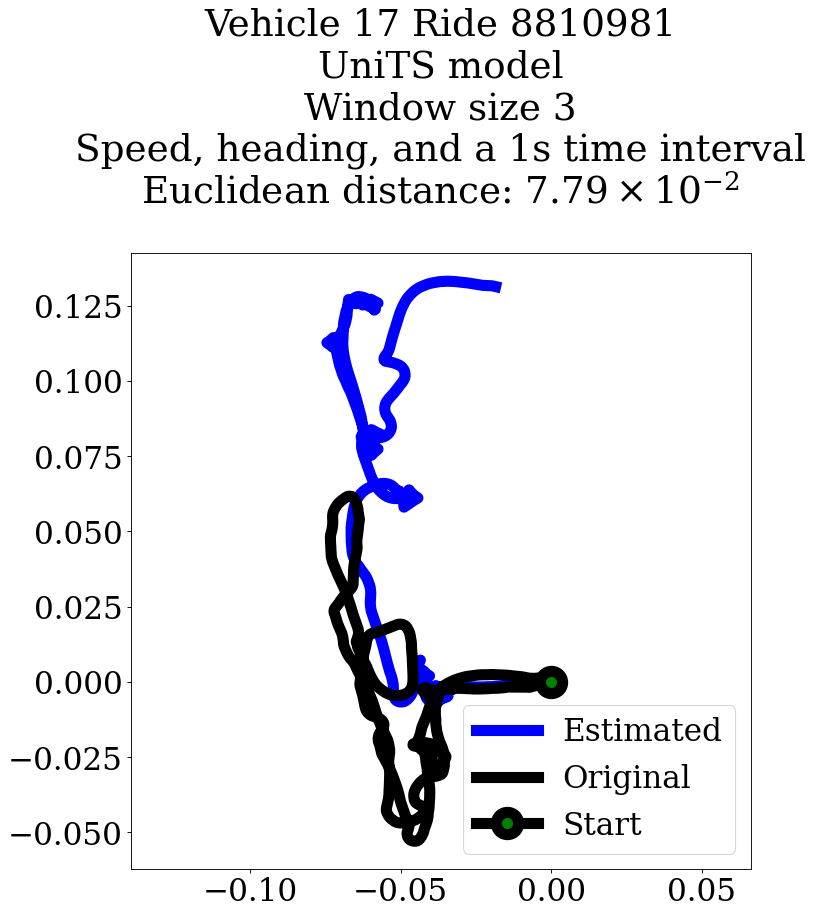 Vehicle 17 Ride 8810981
UniTS model
Window size 3
Speed, heading, and a 1s time interval
Euclidean distance: 7.79 × 10⁻²
0.125
0.100
0.075
0.050
0.025
0.000
−0.025
−0.050
Estimated
Original
Start
−0.10
−0.05
0.00
0.05